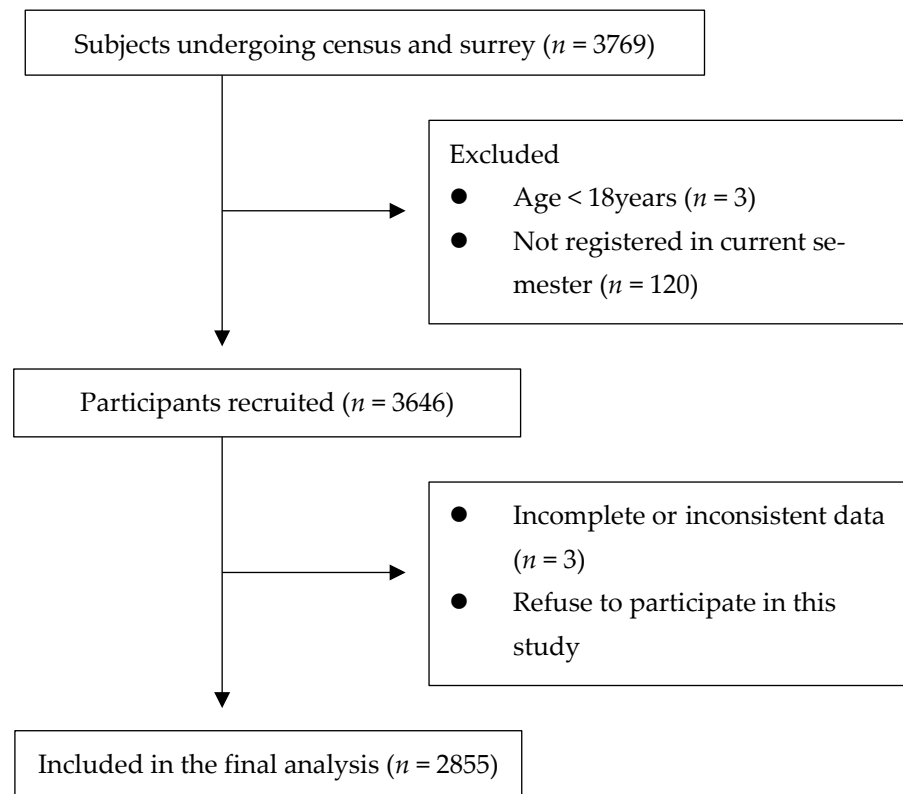 Subjects undergoing census and surrey (n = 3769)
Excluded
● Age < 18years (n = 3)
● Not registered in current se-
mester (n = 120)
Participants recruited (n = 3646)
● Incomplete or inconsistent data
(n = 3)
● Refuse to participate in this
study
Included in the final analysis (n = 2855)